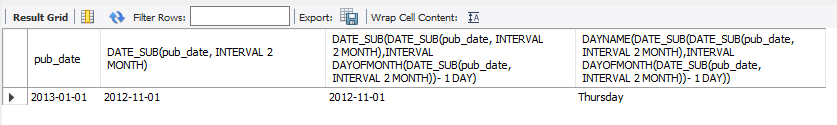 Result Grid Filter Rows: Export: Wrap Cell Content:
pub_date
DATE_SUB(pub_date, INTERVAL 2
MONTH)
DATE_SUB(DATE_SUB(pub_date, INTERVAL
2 MONTH),INTERVAL
DAYOFMONTH(DATE_SUB(pub_date,
INTERVAL 2 MONTH))- 1 DAY)
DAYNAME(DATE_SUB(DATE_SUB(pub_date,
INTERVAL 2 MONTH),INTERVAL
DAYOFMONTH(DATE_SUB(pub_date,
INTERVAL 2 MONTH))- 1 DAY))
2013-01-01 2012-11-01 2012-11-01 Thursday